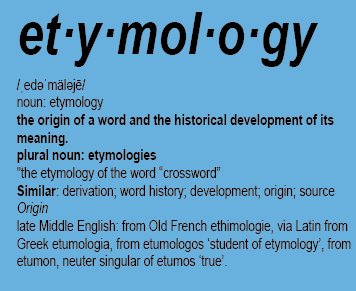 et·y·mol·o·gy
/ˌedəˈmäləjē/
noun: etymology
the origin of a word and the historical development of its
meaning.
plural noun: etymologies
"the etymology of the word “crossword”
Similar: derivation; word history; development; origin; source
Origin
late Middle English: from Old French ethimologie, via Latin from
Greek etumologia, from etumologos ‘student of etymology’, from
etumon, neuter singular of etumos ‘true’.